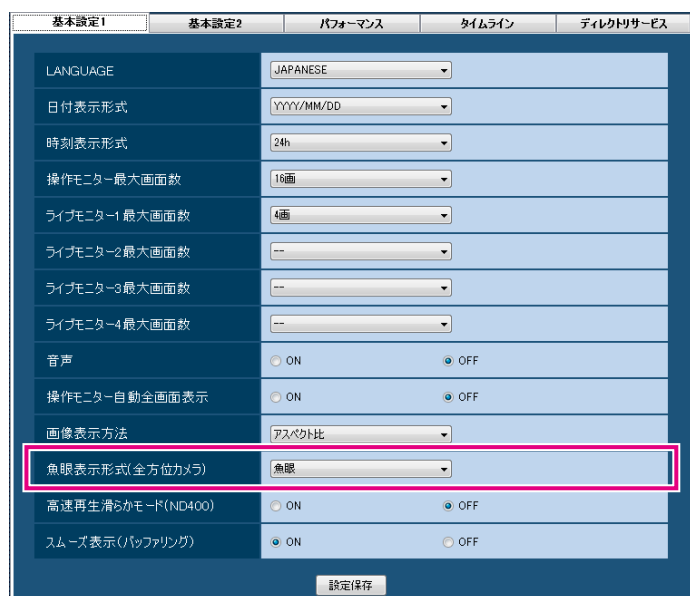 基本設定1 基本設定2 パフォーマンス タイムライン ディレクトリサービス
LANGUAGE JAPANESE
日付表示形式 YYYY/MM/DD
時刻表示形式 24h
操作モニター最大画面数 16画
ライブモニター1最大画面数 4画
ライブモニター2最大画面数 --
ライブモニター3最大画面数 --
ライブモニター4最大画面数 --
音声 ON OFF
操作モニター自動全画面表示 ON OFF
画像表示方法 アスペクト比
魚眼表示形式(全方位カメラ) 魚眼
高速再生滑らかモード(ND400) ON OFF
スムーズ表示(バッファリング) ON OFF
設定保存